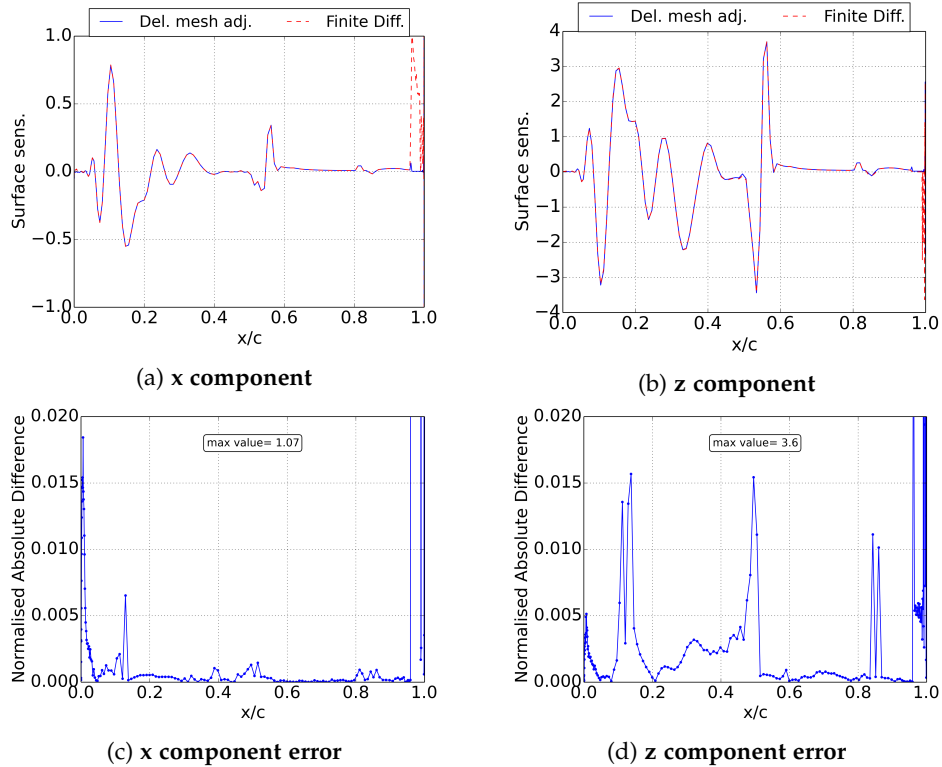 Del. mesh adj. Finite Diff.
1.0
0.5
0.0
−0.5
−1.0
Surface sens.
0.0 0.2 0.4 0.6 0.8 1.0
x/c
(a) x component
Del. mesh adj. Finite Diff.
4
3
2
1
0
−1
−2
−3
−4
Surface sens.
0.0 0.2 0.4 0.6 0.8 1.0
x/c
(b) z component
0.020
0.015
0.010
0.005
0.000
Normalised Absolute Difference
max value= 1.07
0.0 0.2 0.4 0.6 0.8 1.0
x/c
(c) x component error
0.020
0.015
0.010
0.005
0.000
Normalised Absolute Difference
max value= 3.6
0.0 0.2 0.4 0.6 0.8 1.0
x/c
(d) z component error